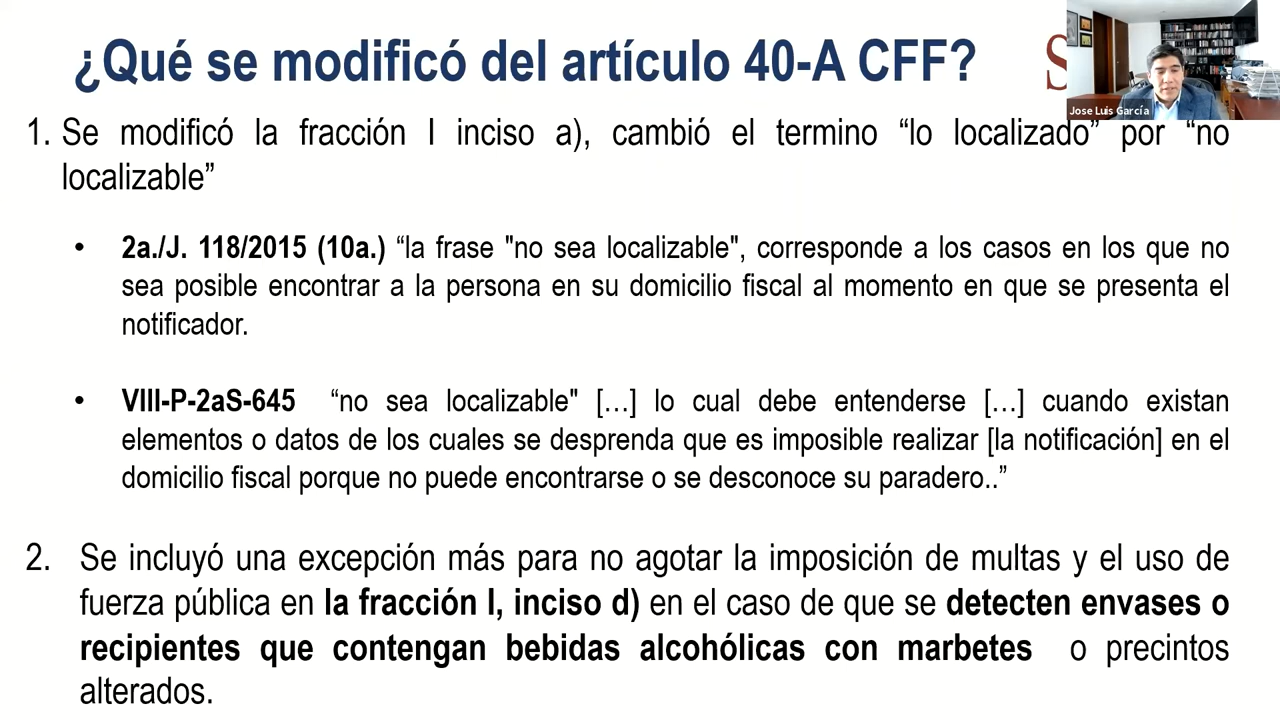 ¿Qué se modificó del artículo 40-A CFF?
S
Jose Luis García
1. Se modificó la fracción I inciso a), cambió el termino “lo localizado” por “no
localizable”
• 2a./J. 118/2015 (10a.) “la frase "no sea localizable", corresponde a los casos en los que no
sea posible encontrar a la persona en su domicilio fiscal al momento en que se presenta el
notificador.
• VIII-P-2aS-645 “no sea localizable" […] lo cual debe entenderse […] cuando existan
elementos o datos de los cuales se desprenda que es imposible realizar [la notificación] en el
domicilio fiscal porque no puede encontrarse o se desconoce su paradero..”
2. Se incluyó una excepción más para no agotar la imposición de multas y el uso de
fuerza pública en la fracción I, inciso d) en el caso de que se detecten envases o
recipientes que contengan bebidas alcohólicas con marbetes o precintos
alterados.